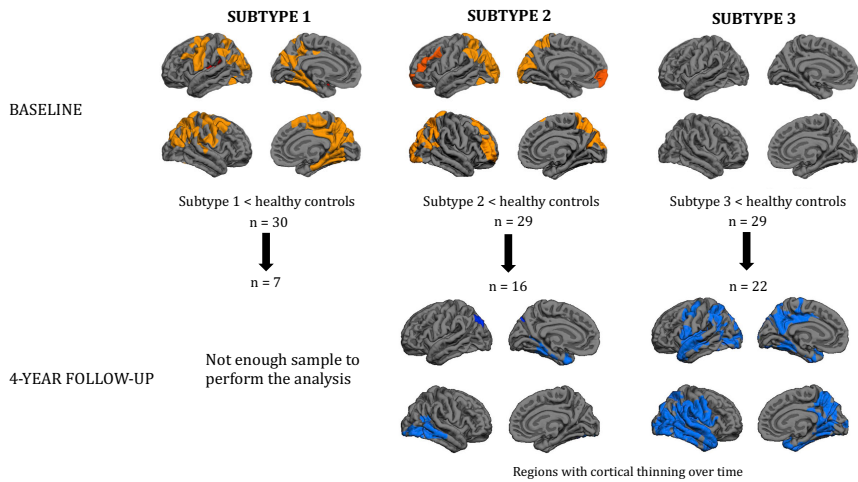 SUBTYPE 1
SUBTYPE 2
SUBTYPE 3
BASELINE
Subtype 1 < healthy controls
Subtype 2 < healthy controls
Subtype 3 < healthy controls
n = 30
n = 29
n = 29
n = 7
n = 16
n = 22
4-YEAR FOLLOW-UP
Not enough sample to
perform the analysis
Regions with cortical thinning over time